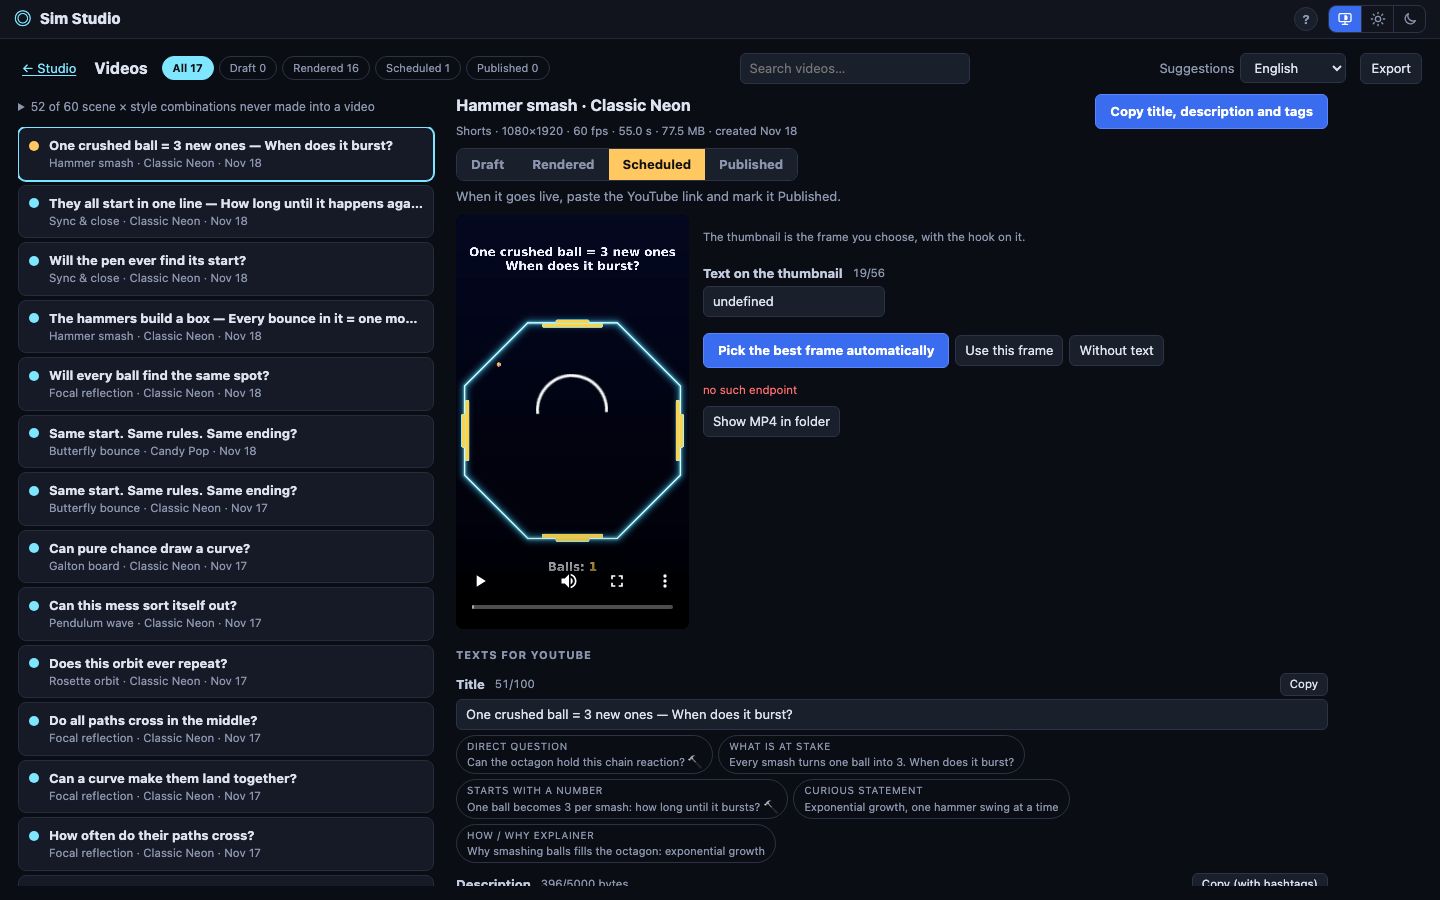 Sim Studio
?
← Studio
Videos
All 17
Draft 0
Rendered 16
Scheduled 1
Published 0
Search videos...
Suggestions
English
Export
▶ 52 of 60 scene × style combinations never made into a video
One crushed ball = 3 new ones — When does it burst?
Hammer smash · Classic Neon · Nov 18
They all start in one line — How long until it happens aga...
Sync & close · Classic Neon · Nov 18
Will the pen ever find its start?
Sync & close · Classic Neon · Nov 18
The hammers build a box — Every bounce in it = one mo...
Hammer smash · Classic Neon · Nov 18
Will every ball find the same spot?
Focal reflection · Classic Neon · Nov 18
Same start. Same rules. Same ending?
Butterfly bounce · Candy Pop · Nov 18
Same start. Same rules. Same ending?
Butterfly bounce · Classic Neon · Nov 17
Can pure chance draw a curve?
Galton board · Classic Neon · Nov 17
Can this mess sort itself out?
Pendulum wave · Classic Neon · Nov 17
Does this orbit ever repeat?
Rosette orbit · Classic Neon · Nov 17
Do all paths cross in the middle?
Focal reflection · Classic Neon · Nov 17
Can a curve make them land together?
Focal reflection · Classic Neon · Nov 17
How often do their paths cross?
Focal reflection · Classic Neon · Nov 17
Hammer smash · Classic Neon
Shorts · 1080×1920 · 60 fps · 55.0 s · 77.5 MB · created Nov 18
Copy title, description and tags
Draft
Rendered
Scheduled
Published
When it goes live, paste the YouTube link and mark it Published.
One crushed ball = 3 new ones
When does it burst?
Balls: 1
The thumbnail is the frame you choose, with the hook on it.
Text on the thumbnail 19/56
undefined
Pick the best frame automatically
Use this frame
Without text
no such endpoint
Show MP4 in folder
TEXTS FOR YOUTUBE
Title 51/100
Copy
One crushed ball = 3 new ones — When does it burst?
DIRECT QUESTION
Can the octagon hold this chain reaction?
WHAT IS AT STAKE
Every smash turns one ball into 3. When does it burst?
STARTS WITH A NUMBER
One ball becomes 3 per smash: how long until it bursts?
CURIOUS STATEMENT
Exponential growth, one hammer swing at a time
HOW / WHY EXPLAINER
Why smashing balls fills the octagon: exponential growth
Description 396/5000 bytes
Copy (with hashtags)